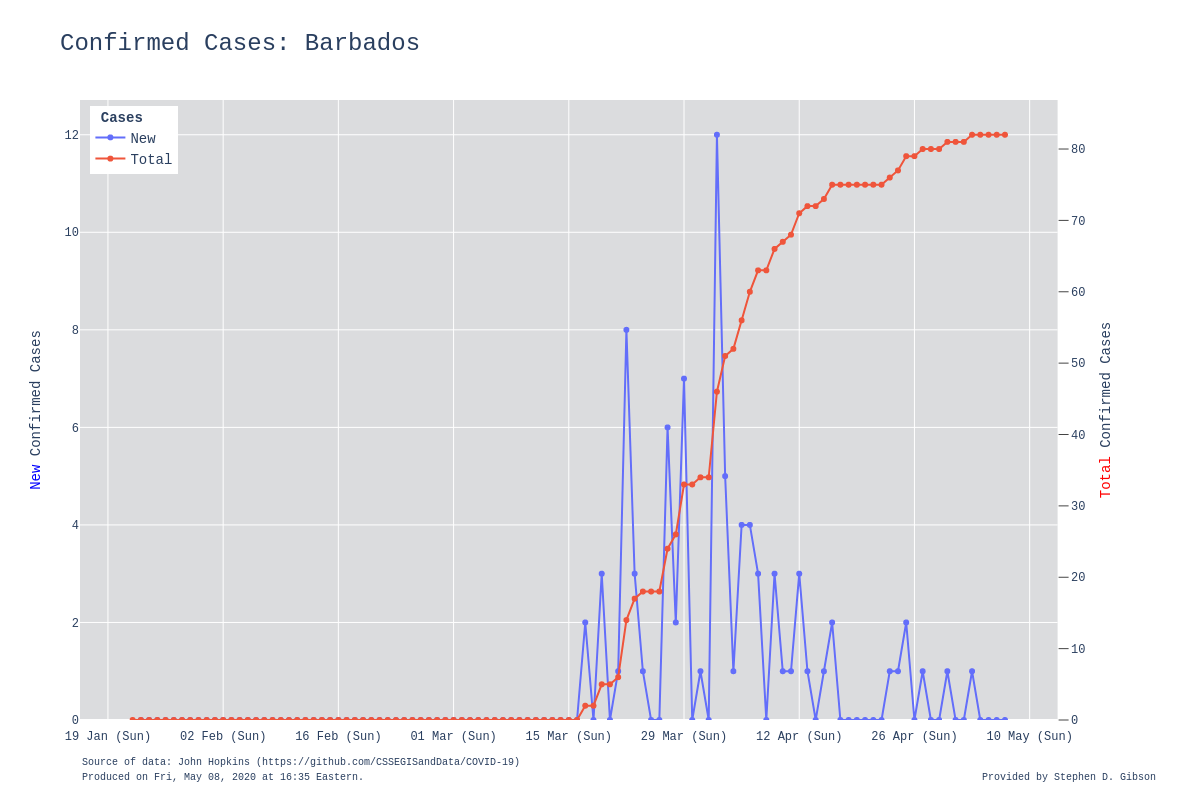 Confirmed Cases: Barbados
Cases
New
Total
12
10
8
6
4
2
0
80
70
60
50
40
30
20
10
0
New Confirmed Cases
Total Confirmed Cases
19 Jan (Sun) 02 Feb (Sun) 16 Feb (Sun) 01 Mar (Sun) 15 Mar (Sun) 29 Mar (Sun) 12 Apr (Sun) 26 Apr (Sun) 10 May (Sun)
Source of data: John Hopkins (https://github.com/CSSEGISandData/COVID-19)
Produced on Fri, May 08, 2020 at 16:35 Eastern.
Provided by Stephen D. Gibson